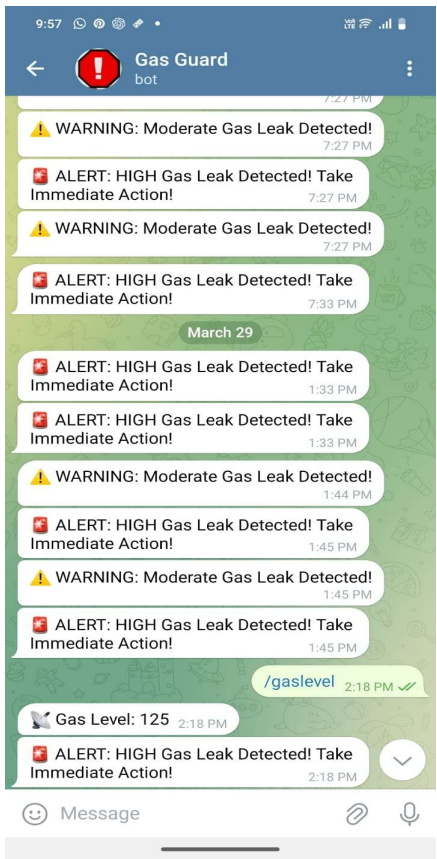 9:57
Gas Guard
bot
7:27 PM
WARNING: Moderate Gas Leak Detected!
7:27 PM
ALERT: HIGH Gas Leak Detected! Take
Immediate Action!
7:27 PM
WARNING: Moderate Gas Leak Detected!
7:27 PM
ALERT: HIGH Gas Leak Detected! Take
Immediate Action!
7:33 PM
March 29
ALERT: HIGH Gas Leak Detected! Take
Immediate Action!
1:33 PM
ALERT: HIGH Gas Leak Detected! Take
Immediate Action!
1:33 PM
WARNING: Moderate Gas Leak Detected!
1:44 PM
ALERT: HIGH Gas Leak Detected! Take
Immediate Action!
1:45 PM
WARNING: Moderate Gas Leak Detected!
1:45 PM
ALERT: HIGH Gas Leak Detected! Take
Immediate Action!
1:45 PM
/gaslevel 2:18 PM
Gas Level: 125 2:18 PM
ALERT: HIGH Gas Leak Detected! Take
Immediate Action!
2:18 PM
Message